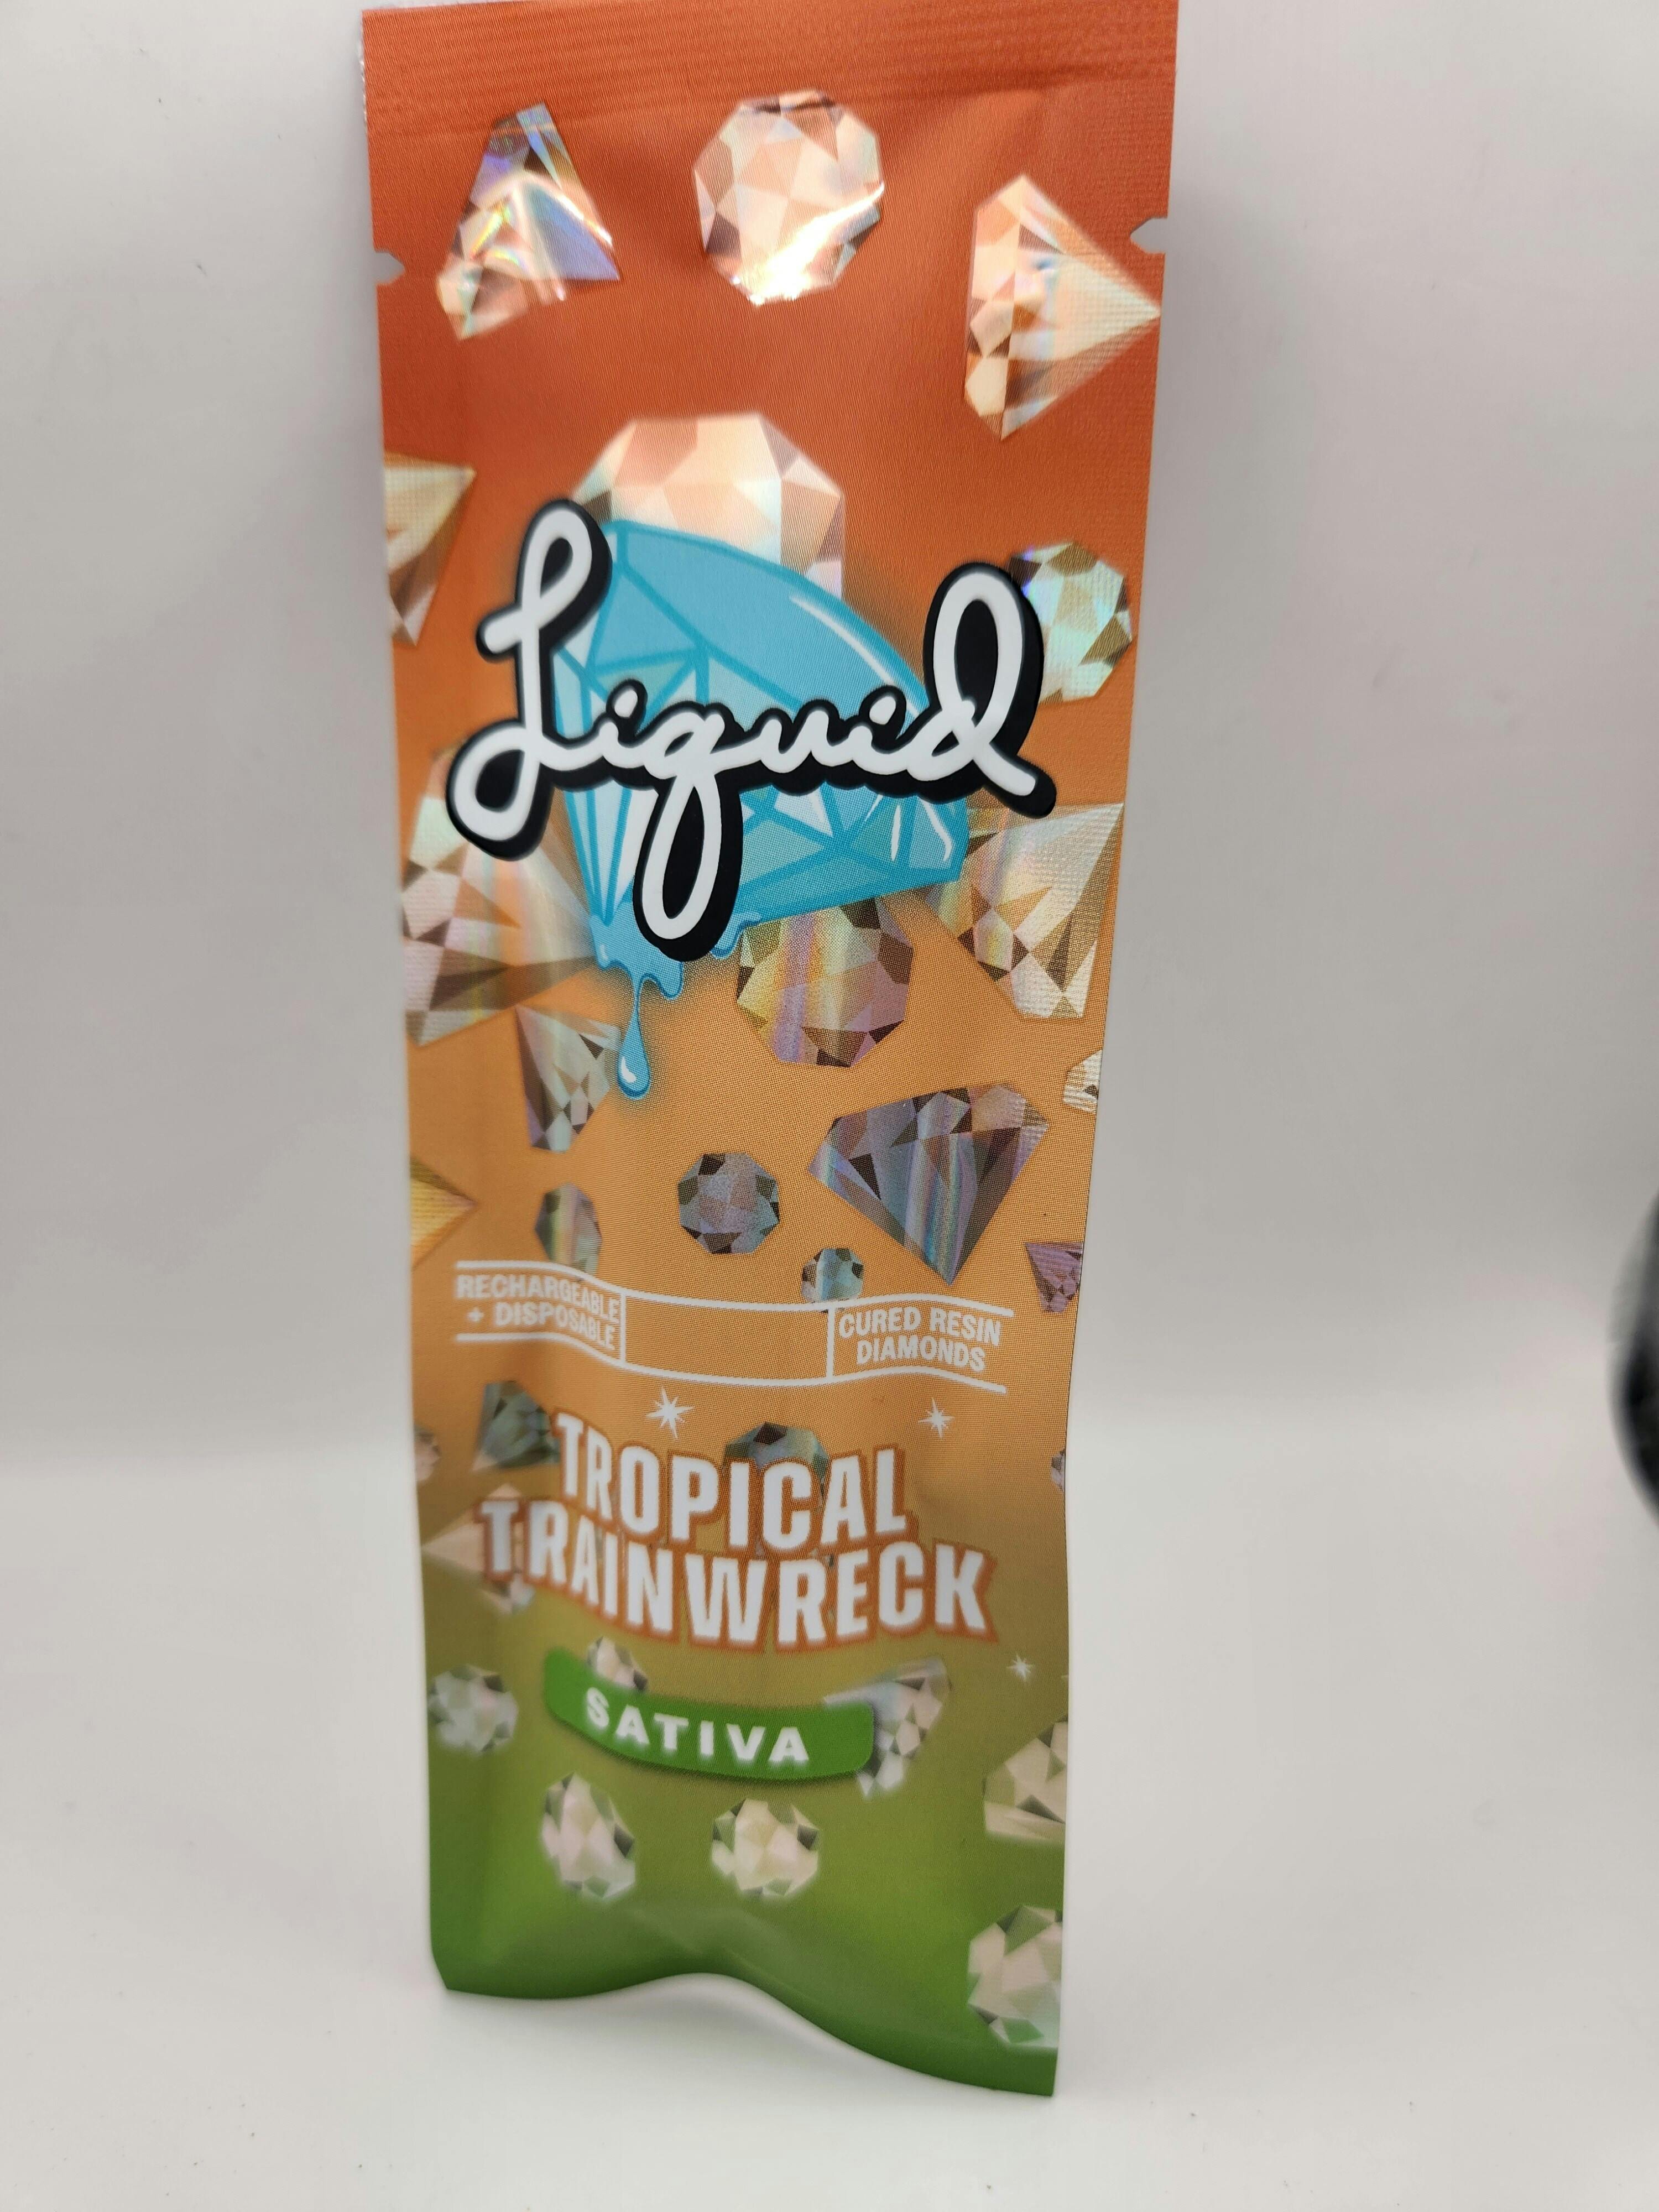 Liquid
RECHARGEABLE
+ DISPOSABLE
CURED RESIN
DIAMONDS
TROPICAL
TRAINWRECK
SATIVA